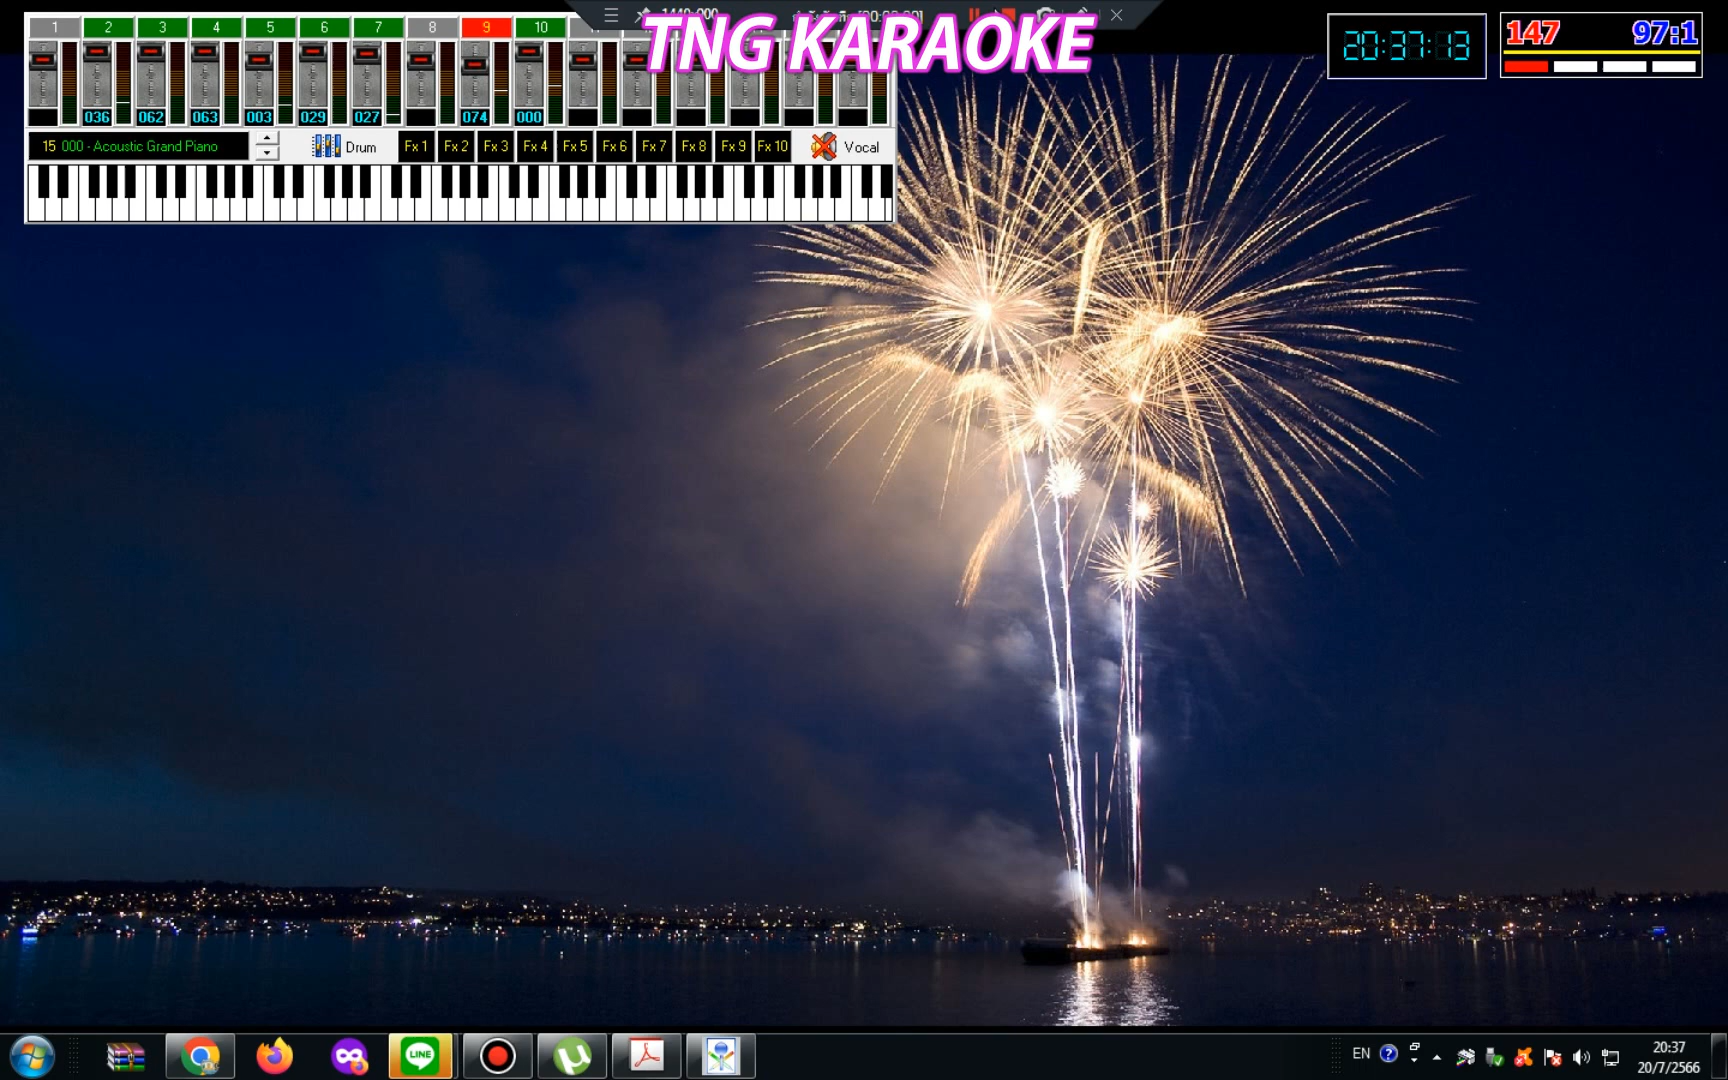 1 2 3 4 5 6 7 8 9 10
TNG KARAOKE
20:37:13
147 97:1
036 062 063 003 029 027 074 000
15 000 - Acoustic Grand Piano
Drum
Fx 1 Fx 2 Fx 3 Fx 4 Fx 5 Fx 6 Fx 7 Fx 8 Fx 9 Fx 10
Vocal
LINE
EN
20:37
20/7/2566